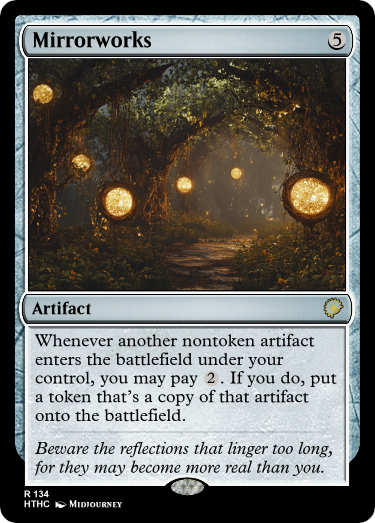 Mirrorworks 5
Artifact
Whenever another nontoken artifact
enters the battlefield under your
control, you may pay 2. If you do, put
a token that's a copy of that artifact
onto the battlefield.
Beware the reflections that linger too long,
for they may become more real than you.
R 134
HTHC Midjourney